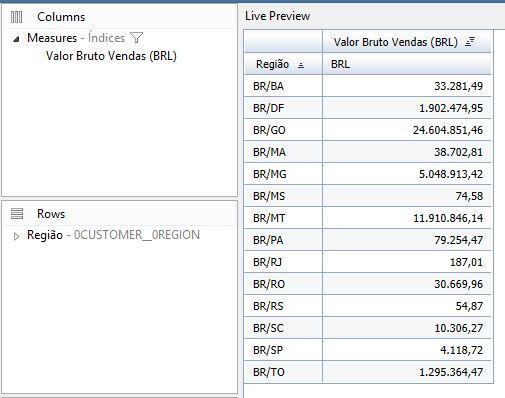 Columns
Measures - Índices
Valor Bruto Vendas (BRL)
Rows
Região - 0CUSTOMER__0REGION
Live Preview
Valor Bruto Vendas (BRL)
Região BRL
BR/BA 33.281,49
BR/DF 1.902.474,95
BR/GO 24.604.851,46
BR/MA 38.702,81
BR/MG 5.048.913,42
BR/MS 74,58
BR/MT 11.910.846,14
BR/PA 79.254,47
BR/RJ 187,01
BR/RO 30.669,96
BR/RS 54,87
BR/SC 10.306,27
BR/SP 4.118,72
BR/TO 1.295.364,47